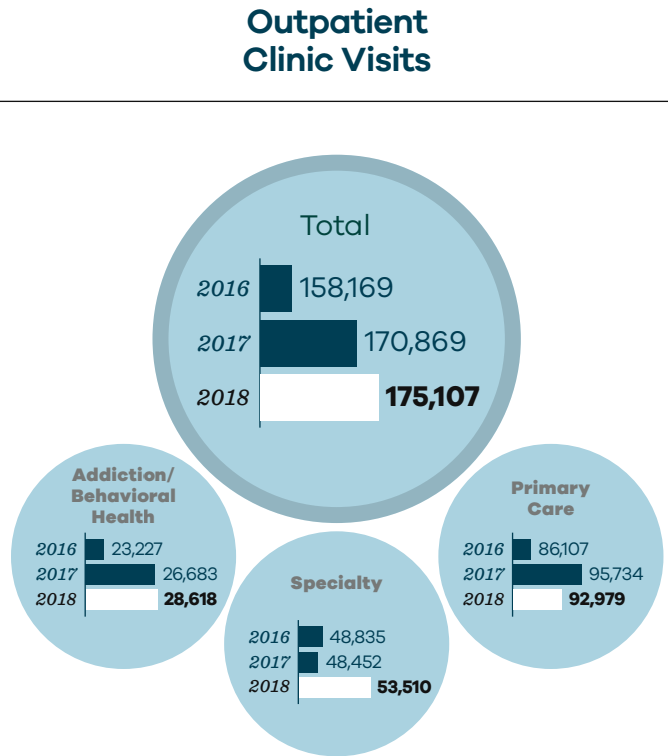 Outpatient
Clinic Visits
Total
2016 158,169
2017 170,869
2018 175,107
Addiction/
Behavioral
Health
2016 23,227
2017 26,683
2018 28,618
Specialty
2016 48,835
2017 48,452
2018 53,510
Primary
Care
2016 86,107
2017 95,734
2018 92,979